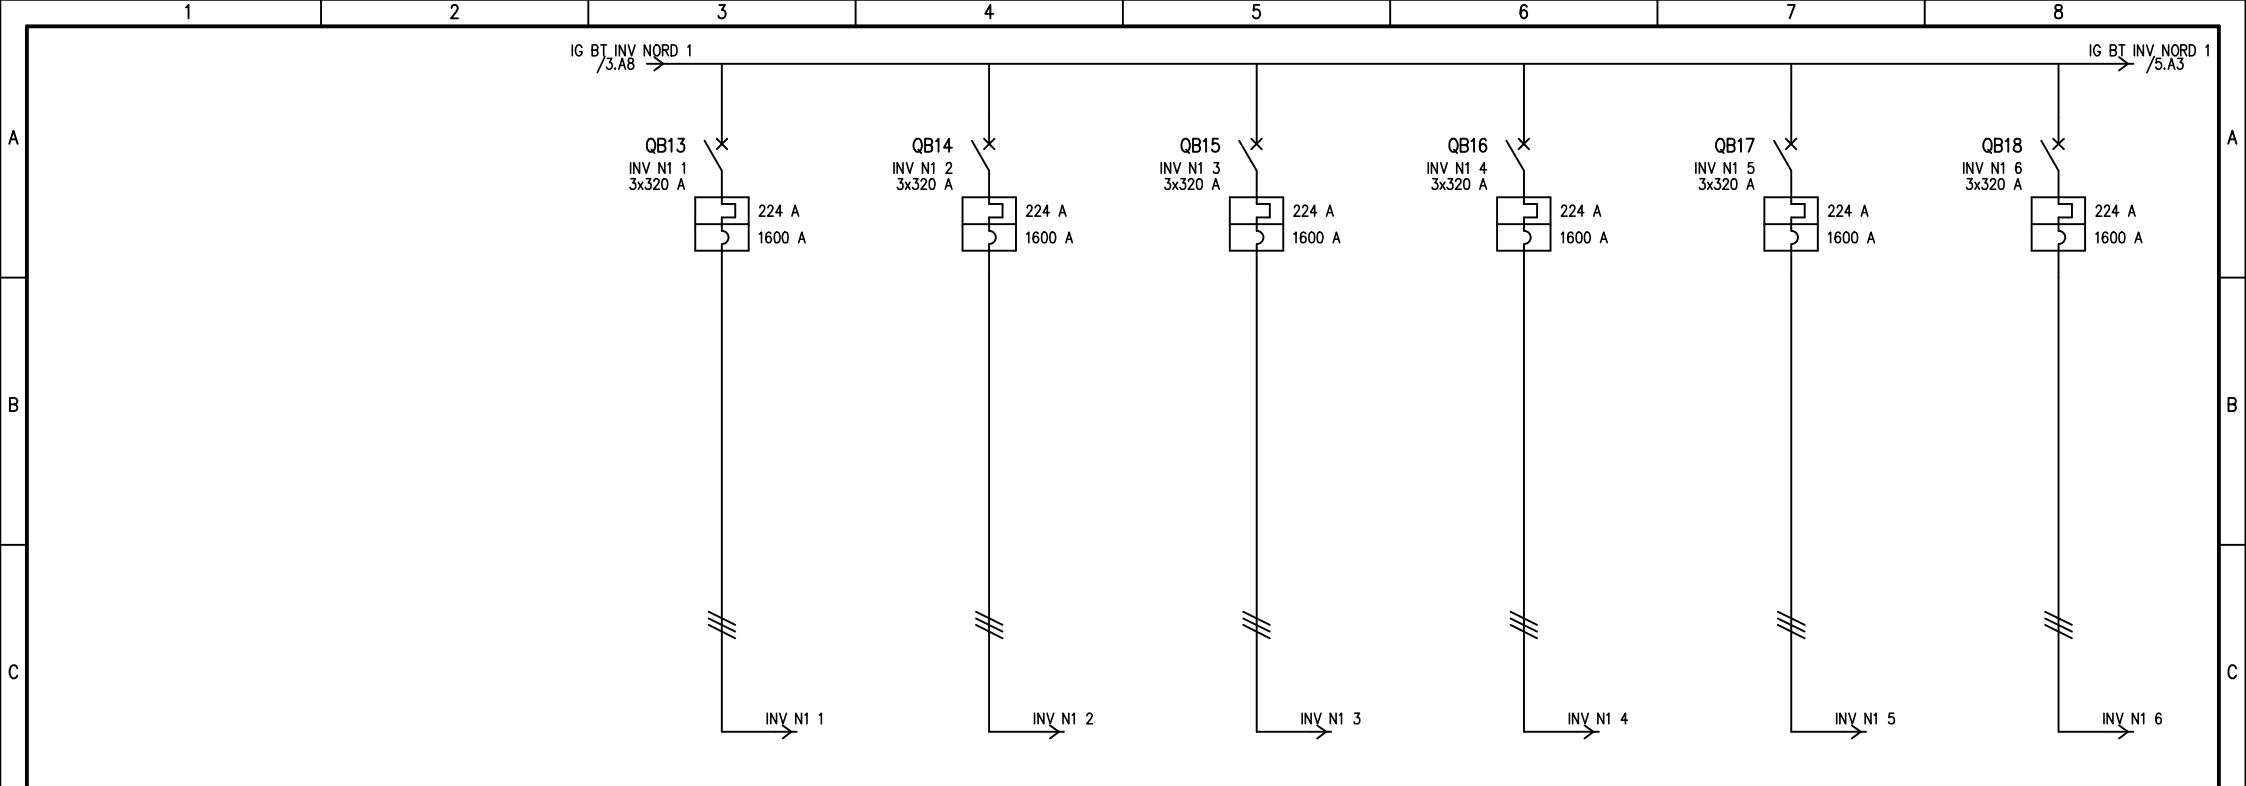 1 2 3 4 5 6 7 8
IG BT INV NORD 1 IG BT INV NORD 1
/3.A8 /5.A3
A A
QB13 QB14 QB15 QB16 QB17 QB18
INV N1 1 INV N1 2 INV N1 3 INV N1 4 INV N1 5 INV N1 6
3x320 A 3x320 A 3x320 A 3x320 A 3x320 A 3x320 A
224 A 224 A 224 A 224 A 224 A 224 A
1600 A 1600 A 1600 A 1600 A 1600 A 1600 A
B B
C C
INV N1 1 INV N1 2 INV N1 3 INV N1 4 INV N1 5 INV N1 6